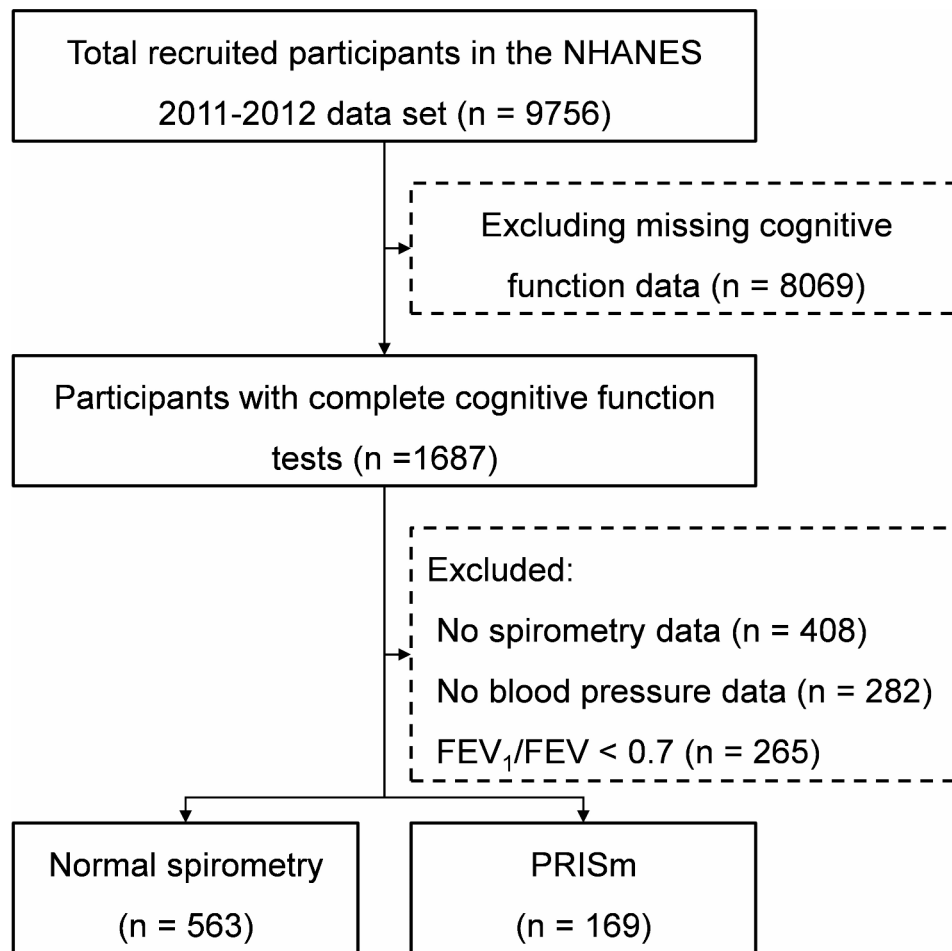 Total recruited participants in the NHANES
2011-2012 data set (n = 9756)
Excluding missing cognitive
function data (n = 8069)
Participants with complete cognitive function
tests (n =1687)
Excluded:
No spirometry data (n = 408)
No blood pressure data (n = 282)
FEV₁/FEV < 0.7 (n = 265)
Normal spirometry
(n = 563)
PRISm
(n = 169)